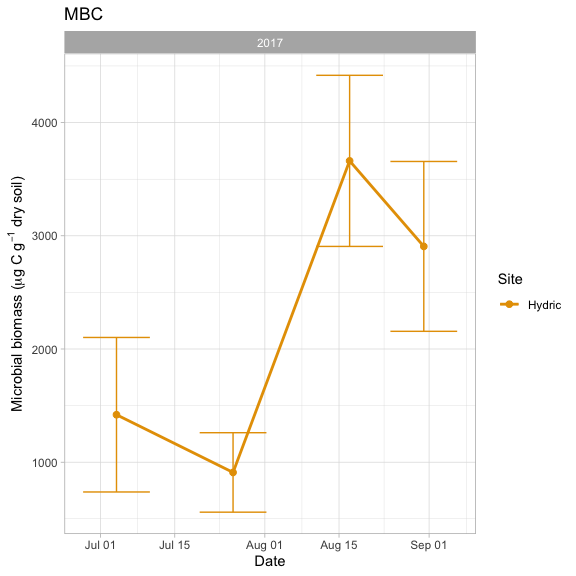 MBC
2017
4000
3000
2000
1000
Microbial biomass (μg C g⁻¹ dry soil)
Jul 01 Jul 15 Aug 01 Aug 15 Sep 01
Date
Site
Hydric